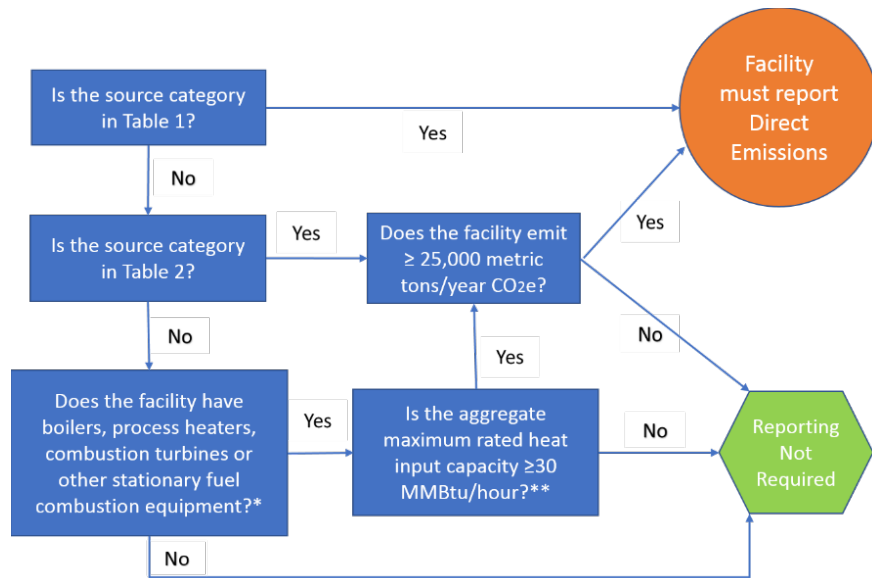 Is the source category
in Table 1?
Yes
Facility
must report
Direct
Emissions
No
Is the source category
in Table 2?
Yes
Does the facility emit
≥ 25,000 metric
tons/year CO2e?
Yes
No
No
Yes
Does the facility have
boilers, process heaters,
combustion turbines or
other stationary fuel
combustion equipment?*
Yes
Is the aggregate
maximum rated heat
input capacity ≥30
MMBtu/hour?**
No
Reporting
Not
Required
No